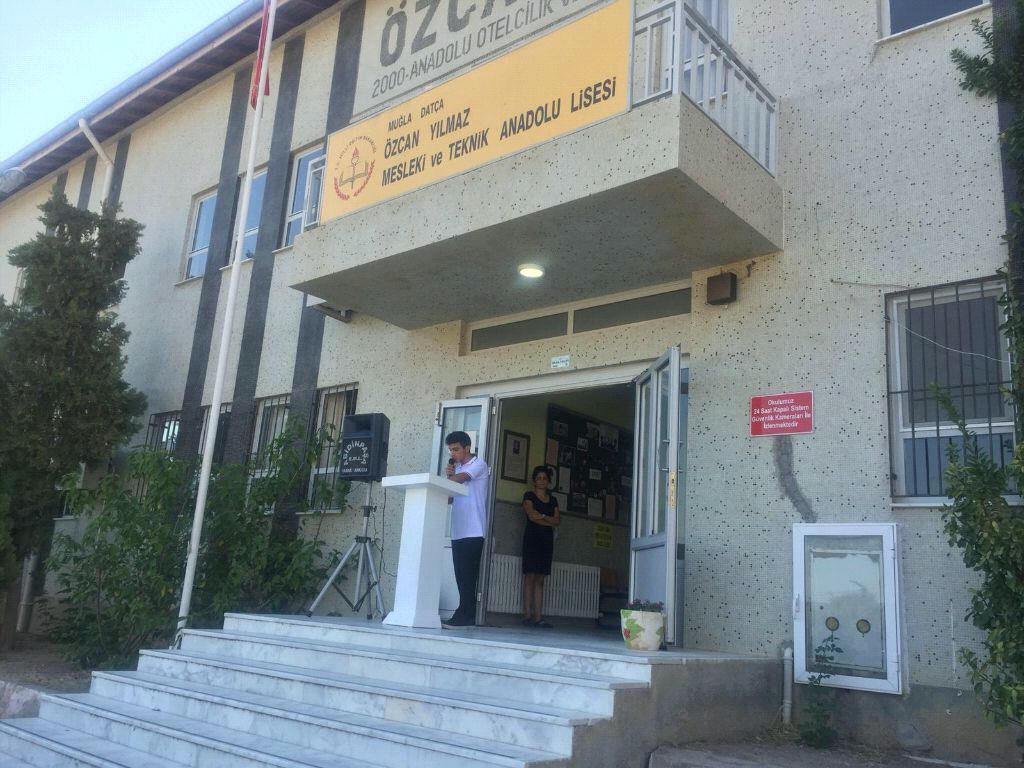 ÖZCA
2000-ANADOLU OTELCİLİK VE
MUĞLA DATÇA
ÖZCAN YILMAZ
MESLEKİ ve TEKNİK ANADOLU LİSESİ
Okulumuz
24 Saat Kapalı Sistem
Güvenlik Kameraları İle
İzlenmektedir